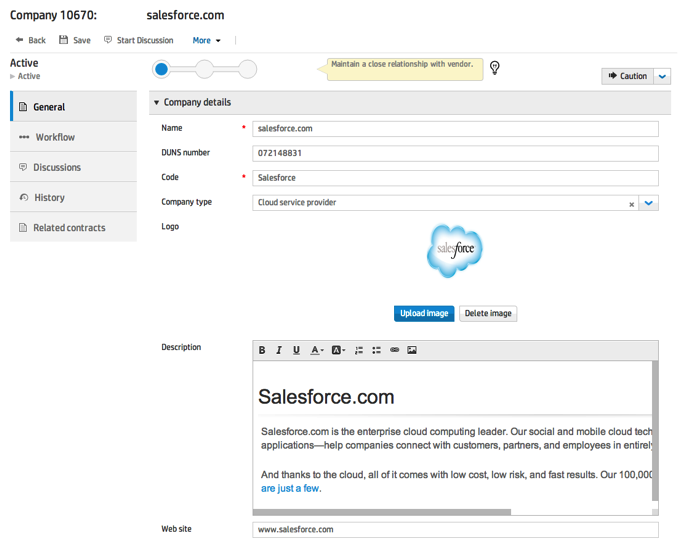 Company 10670: salesforce.com
Back Save Start Discussion More
Active
Active
Maintain a close relationship with vendor.
Caution
General
Workflow
Discussions
History
Related contracts
Company details
Name * salesforce.com
DUNS number 072148831
Code * Salesforce
Company type Cloud service provider
Logo
salesforce
Upload image Delete image
Description
B I U A A
Salesforce.com
Salesforce.com is the enterprise cloud computing leader. Our social and mobile cloud tech
applications—help companies connect with customers, partners, and employees in entirely
And thanks to the cloud, all of it comes with low cost, low risk, and fast results. Our 100,000
are just a few.
Web site www.salesforce.com